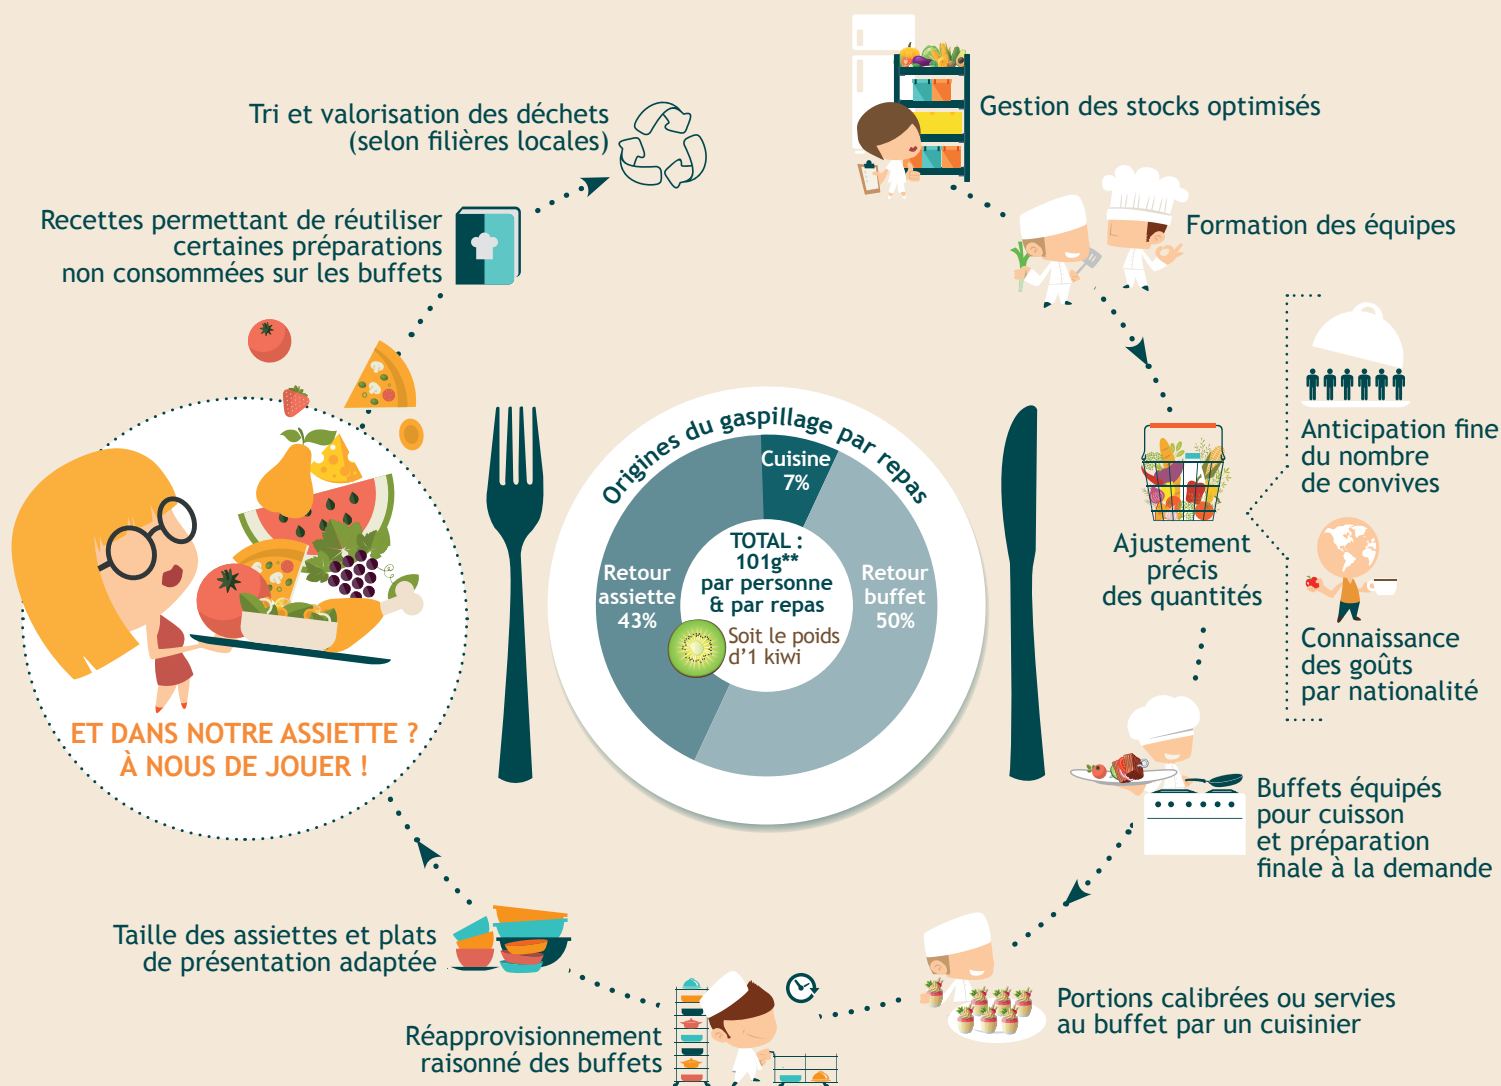 Tri et valorisation des déchets
(selon filières locales)
Recettes permettant de réutiliser
certaines préparations
non consommées sur les buffets
Gestion des stocks optimisés
Formation des équipes
Anticipation fine
du nombre
de convives
Ajustement
précis
des quantités
Connaissance
des goûts
par nationalité
Buffets équipés
pour cuisson
et préparation
finale à la demande
Portions calibrées ou servies
au buffet par un cuisinier
Réapprovisionnement
raisonné des buffets
Taille des assiettes et plats
de présentation adaptée
ET DANS NOTRE ASSIETTE ?
À NOUS DE JOUER !
Origines du gaspillage par repas
Cuisine
7%
Retour
assiette
43%
Retour
buffet
50%
TOTAL :
101g**
par personne
& par repas
Soit le poids
d'1 kiwi